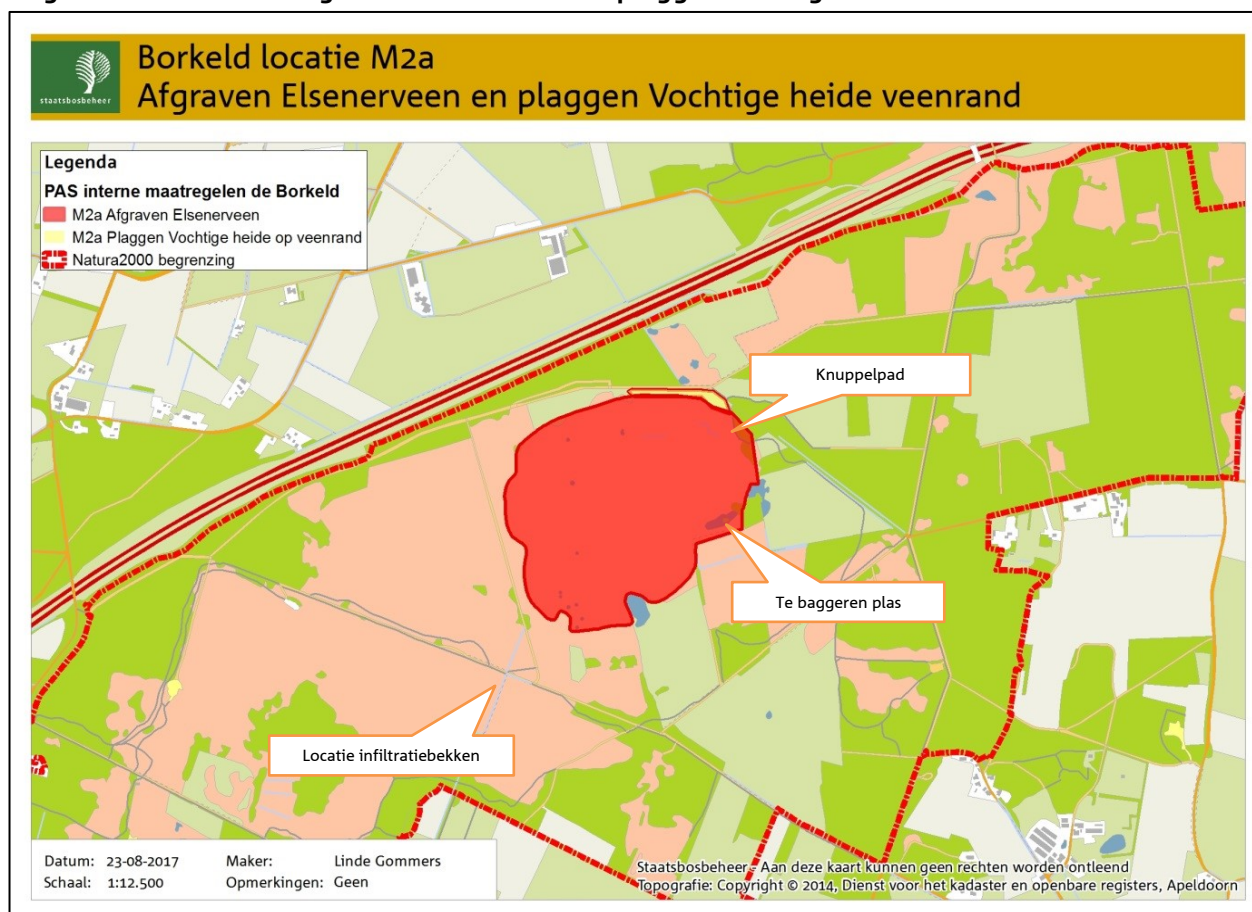 staatsbosbeheer
Borkeld locatie M2a
Afgraven Elsenerveen en plaggen Vochtige heide veenrand
Legenda
PAS interne maatregelen de Borkeld
M2a Afgraven Elsenerveen
M2a Plaggen Vochtige heide op veenrand
Natura2000 begrenzing
Knuppelpad
Te baggeren plas
Locatie infiltratiebekken
Datum: 23-08-2017 Maker: Linde Gommers
Schaal: 1:12.500 Opmerkingen: Geen
Staatsbosbeheer - Aan deze kaart kunnen geen rechten worden ontleend
Topografie: Copyright © 2014, Dienst voor het kadaster en openbare registers, Apeldoorn